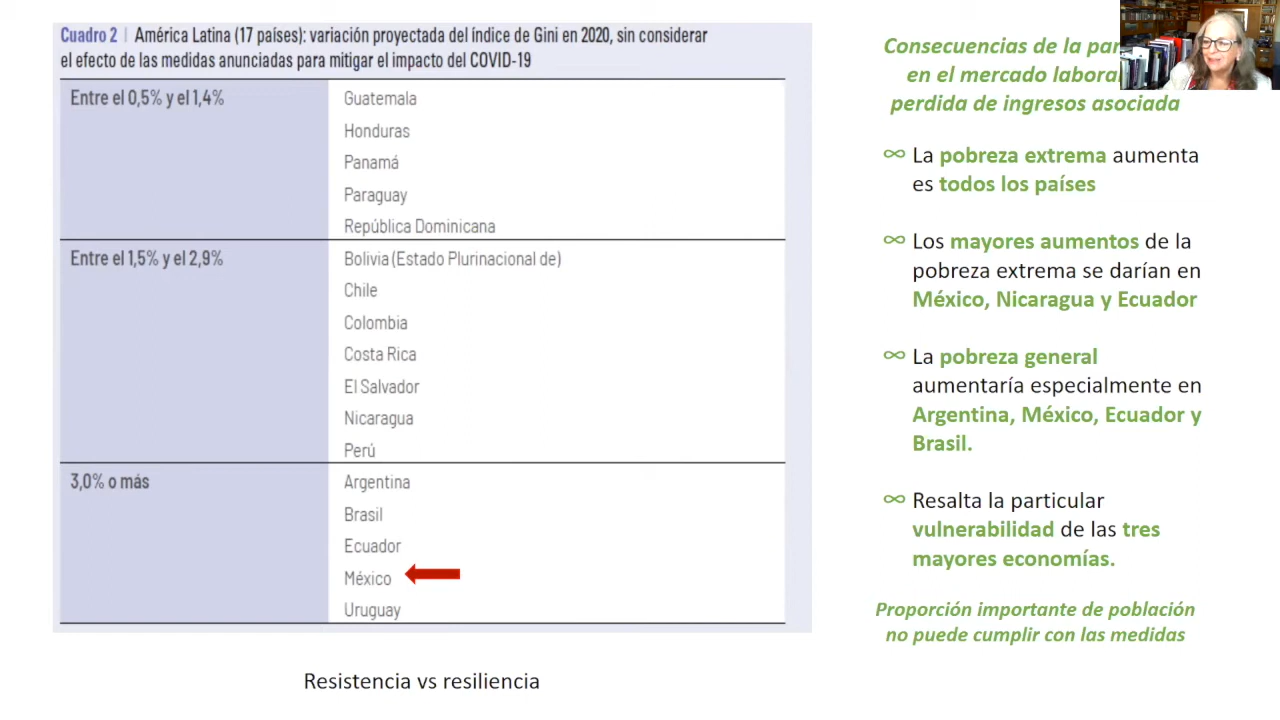 Cuadro 2 | América Latina (17 países): variación proyectada del índice de Gini en 2020, sin considerar
el efecto de las medidas anunciadas para mitigar el impacto del COVID-19
Entre el 0,5% y el 1,4%
Guatemala
Honduras
Panamá
Paraguay
República Dominicana
Entre el 1,5% y el 2,9%
Bolivia (Estado Plurinacional de)
Chile
Colombia
Costa Rica
El Salvador
Nicaragua
Perú
3,0% o más
Argentina
Brasil
Ecuador
México
Uruguay
Resistencia vs resiliencia
Consecuencias de la
en el mercado laboral
perdida de ingresos asociada
∞ La pobreza extrema aumenta
es todos los países
∞ Los mayores aumentos de la
pobreza extrema se darían en
México, Nicaragua y Ecuador
∞ La pobreza general
aumentaría especialmente en
Argentina, México, Ecuador y
Brasil.
∞ Resalta la particular
vulnerabilidad de las tres
mayores economías.
Proporción importante de población
no puede cumplir con las medidas